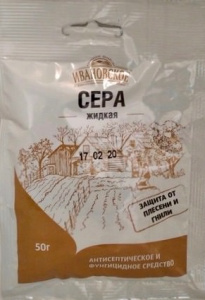 ИВАНОВСКОЕ
СЕРА
жидкая
17 02 20
ЗАЩИТА ОТ
ПЛЕСЕНИ И
ГНИЛИ
50г
АНТИСЕПТИЧЕСКОЕ И
ФУНГИЦИДНОЕ СРЕДСТВО